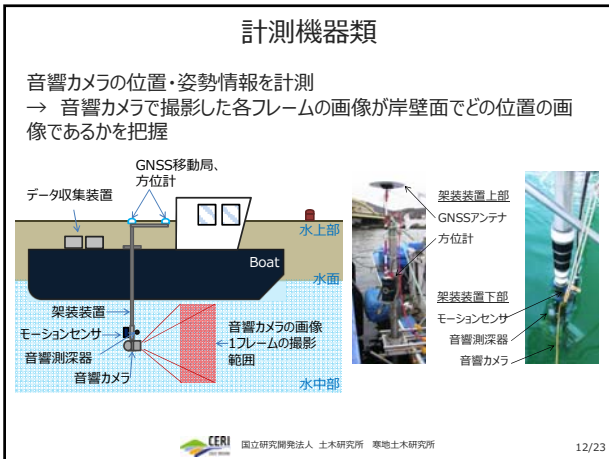 計測機器類
音響カメラの位置・姿勢情報を計測
→ 音響カメラで撮影した各フレームの画像が岸壁面でどの位置の画
像であるかを把握
GNSS移動局、
方位計
データ収集装置
水上部
Boat
水面
架装装置
モーションセンサ
音響測深器
音響カメラ
音響カメラの画像
1フレームの撮影
範囲
水中部
架装装置上部
GNSSアンテナ
方位計
架装装置下部
モーションセンサ
音響測深器
音響カメラ
CERI
国立研究開発法人 土木研究所 寒地土木研究所
12/23